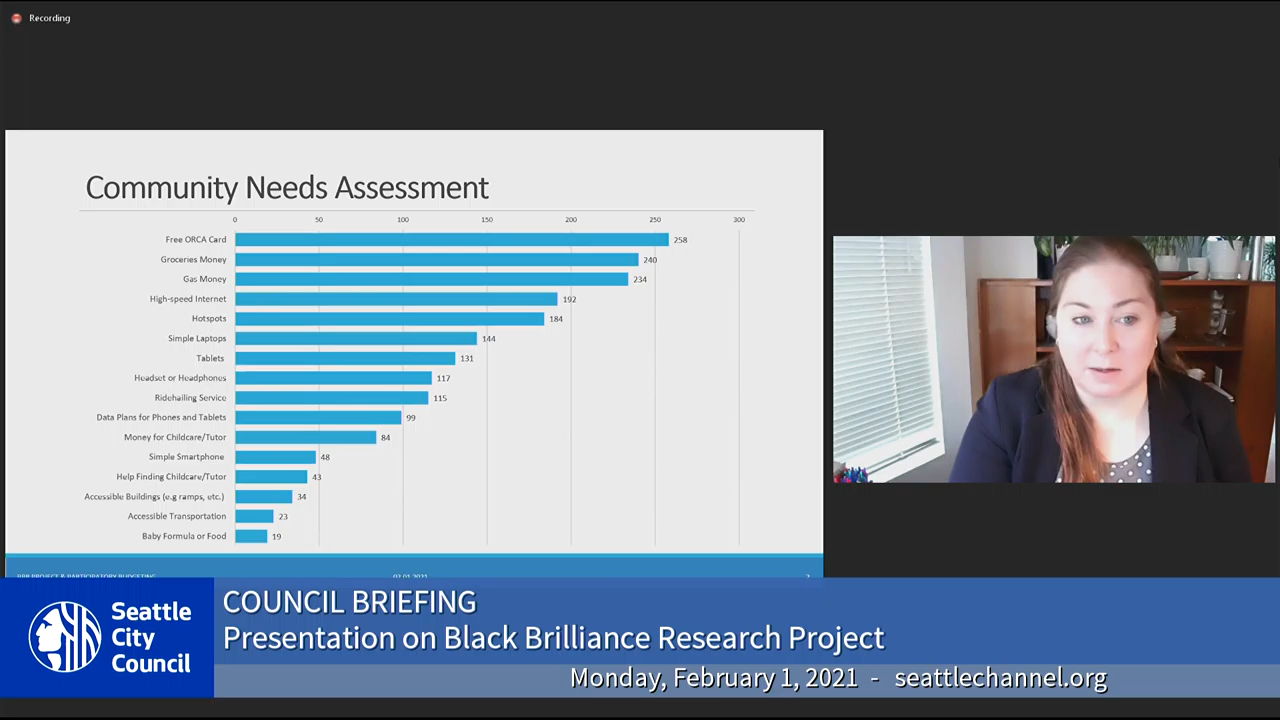 Recording
Community Needs Assessment
0 50 100 150 200 250 300
Free ORCA Card 258
Groceries Money 240
Gas Money 234
High-speed Internet 192
Hotspots 184
Simple Laptops 144
Tablets 131
Headset or Headphones 117
Ridehailing Service 115
Data Plans for Phones and Tablets 99
Money for Childcare/Tutor 84
Simple Smartphone 48
Help Finding Childcare/Tutor 43
Accessible Buildings (e.g ramps, etc.) 34
Accessible Transportation 23
Baby Formula or Food 19
BRR PROJECT & PARTICIPATORY BUDGETING 02.01.2021
Seattle
City
Council
COUNCIL BRIEFING
Presentation on Black Brilliance Research Project
Monday, February 1, 2021 - seattlechannel.org